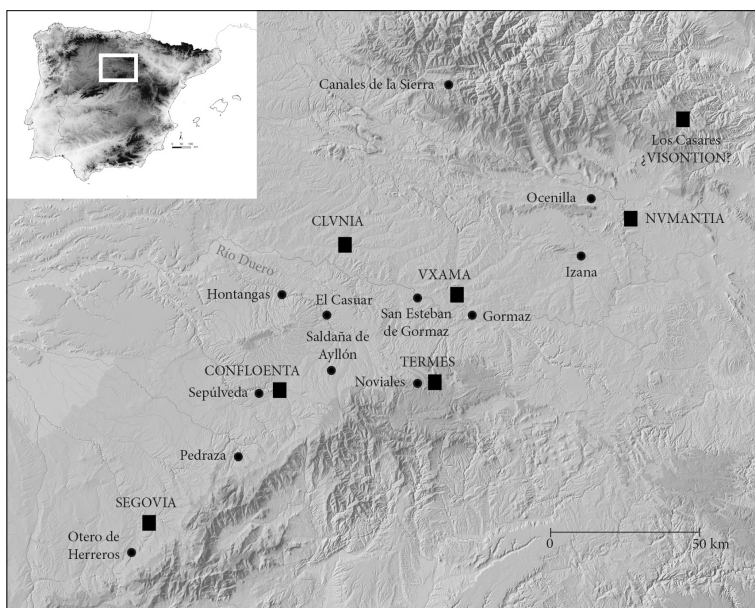 Canales de la Sierra
Los Casares
¿VISONTION?
Ocenilla
NVMANTIA
CLVNIA
Izana
Río Duero
VXAMA
Hontangas
El Casuar
San Esteban
de Gormaz
Gormaz
Saldaña de
Ayllón
CONFLOENTA
TERMES
Sepúlveda
Noviales
Pedraza
SEGOVIA
Otero de
Herreros
0
50 km